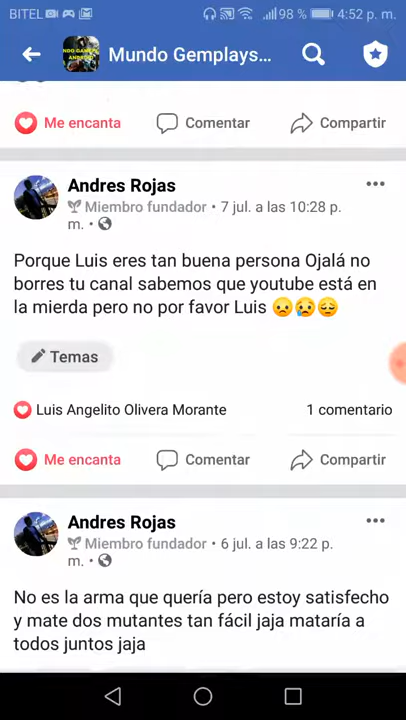 BITEL 98 % 4:52 p. m.
Mundo Gemplays...
Me encanta Comentar Compartir
Andres Rojas
Miembro fundador • 7 jul. a las 10:28 p.
m. •
Porque Luis eres tan buena persona Ojalá no
borres tu canal sabemos que youtube está en
la mierda pero no por favor Luis 😞😢😔
Temas
Luis Angelito Olivera Morante 1 comentario
Me encanta Comentar Compartir
Andres Rojas
Miembro fundador • 6 jul. a las 9:22 p.
m. •
No es la arma que quería pero estoy satisfecho
y mate dos mutantes tan fácil jaja mataría a
todos juntos jaja